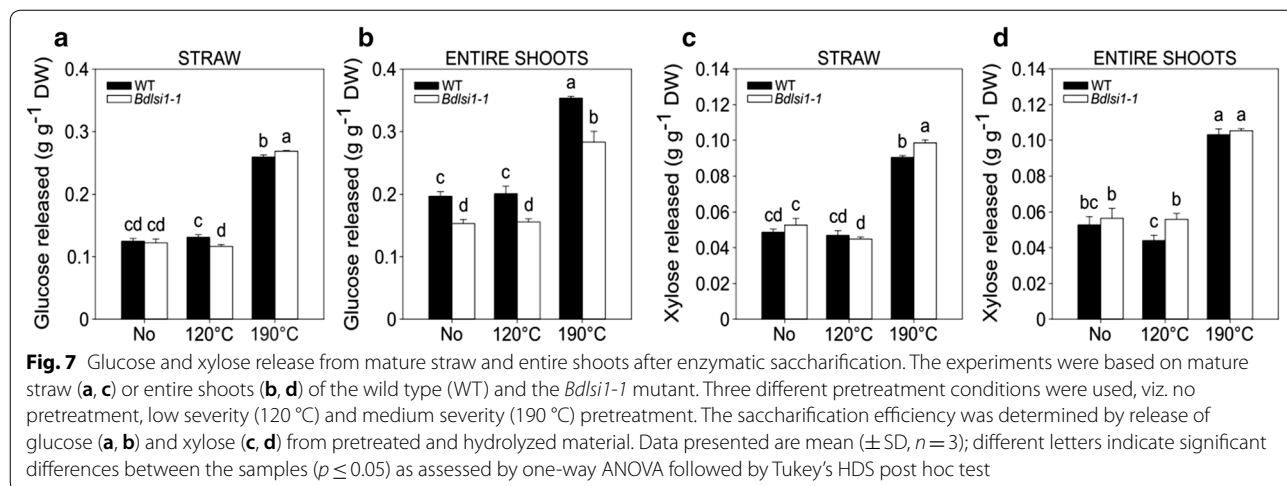 a
STRAW
WT
Bdlsi1-1
Glucose released (g g⁻¹ DW)
0.4
0.3
0.2
0.1
0
cd cd c d b a
No 120°C 190°C
b
ENTIRE SHOOTS
WT
Bdlsi1-1
Glucose released (g g⁻¹ DW)
0.4
0.3
0.2
0.1
0
c d c d a b
No 120°C 190°C
c
STRAW
WT
Bdlsi1-1
Xylose released (g g⁻¹ DW)
0.14
0.12
0.10
0.08
0.06
0.04
0.02
0
cd c cd d b a
No 120°C 190°C
d
ENTIRE SHOOTS
WT
Bdlsi1-1
Xylose released (g g⁻¹ DW)
0.14
0.12
0.10
0.08
0.06
0.04
0.02
0
bc b c b a a
No 120°C 190°C
Fig. 7 Glucose and xylose release from mature straw and entire shoots after enzymatic saccharification. The experiments were based on mature
straw (a, c) or entire shoots (b, d) of the wild type (WT) and the Bdlsi1-1 mutant. Three different pretreatment conditions were used, viz. no
pretreatment, low severity (120 °C) and medium severity (190 °C) pretreatment. The saccharification efficiency was determined by release of
glucose (a, b) and xylose (c, d) from pretreated and hydrolyzed material. Data presented are mean (± SD, n = 3); different letters indicate significant
differences between the samples (p ≤ 0.05) as assessed by one-way ANOVA followed by Tukey's HDS post hoc test